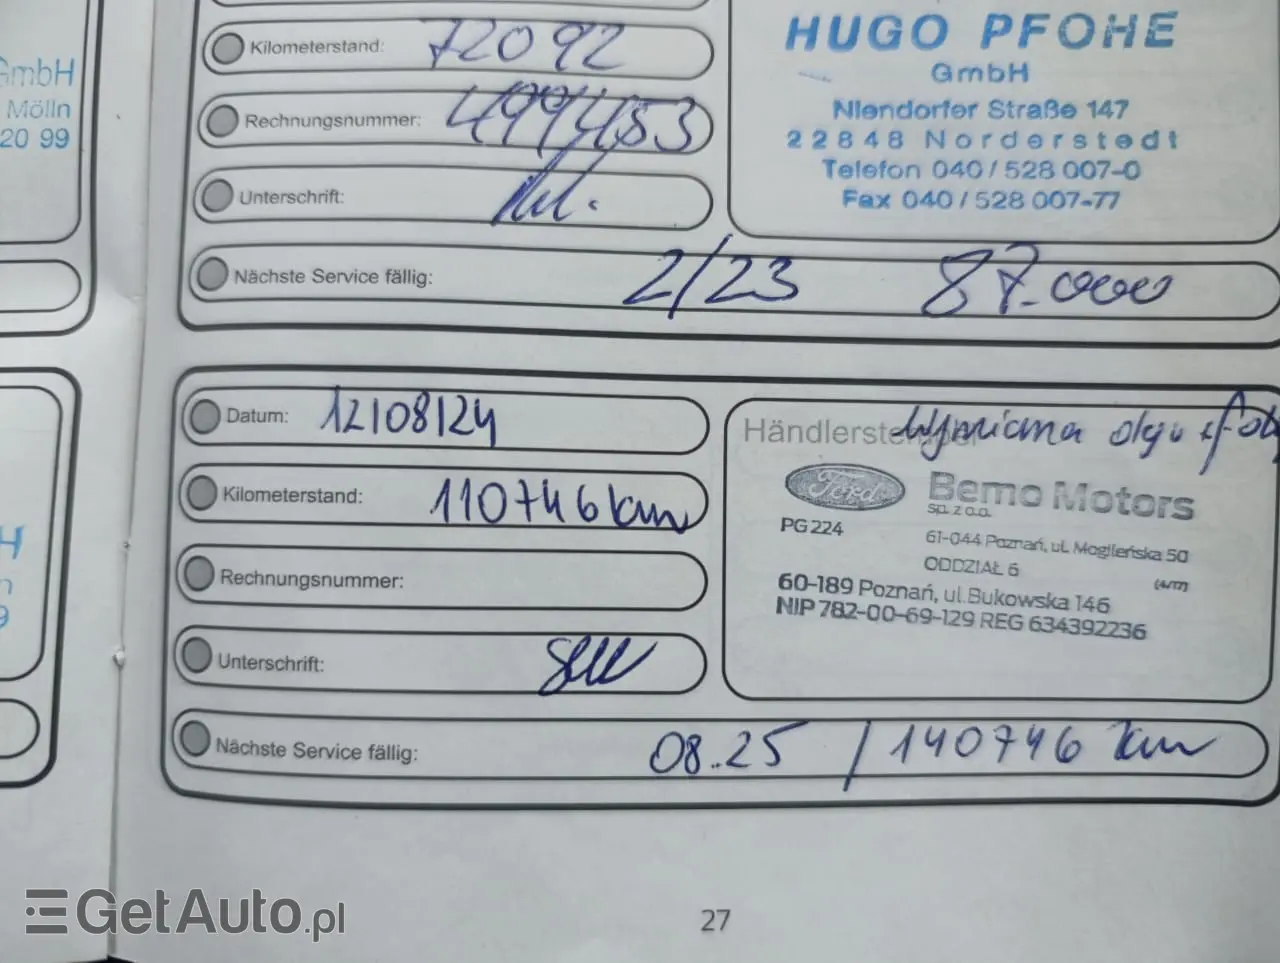 GmbH
Mölln
20 99
Kilometerstand: 72092
Rechnungsnummer: 4994483
Unterschrift:
Nächste Service fällig: 2/23 87.000
HUGO PFOHE
GmbH
Niendorfer Straße 147
22848 Norderstedt
Telefon 040/528 007-0
Fax 040/528 007-77
Datum: 12/08/24
Kilometerstand: 110746 km
Rechnungsnummer:
Unterschrift:
Nächste Service fällig: 08.25 / 140746 km
Händlerstempel
Wymiana oleju +
Ford
Bemo Motors
sp. z o.o.
PG 224
61-044 Poznań, ul. Mogileńska 50
ODDZIAŁ 6
60-189 Poznań, ul. Bukowska 146
NIP 782-00-69-129 REG 634392236
H
9
27
GetAuto.pl